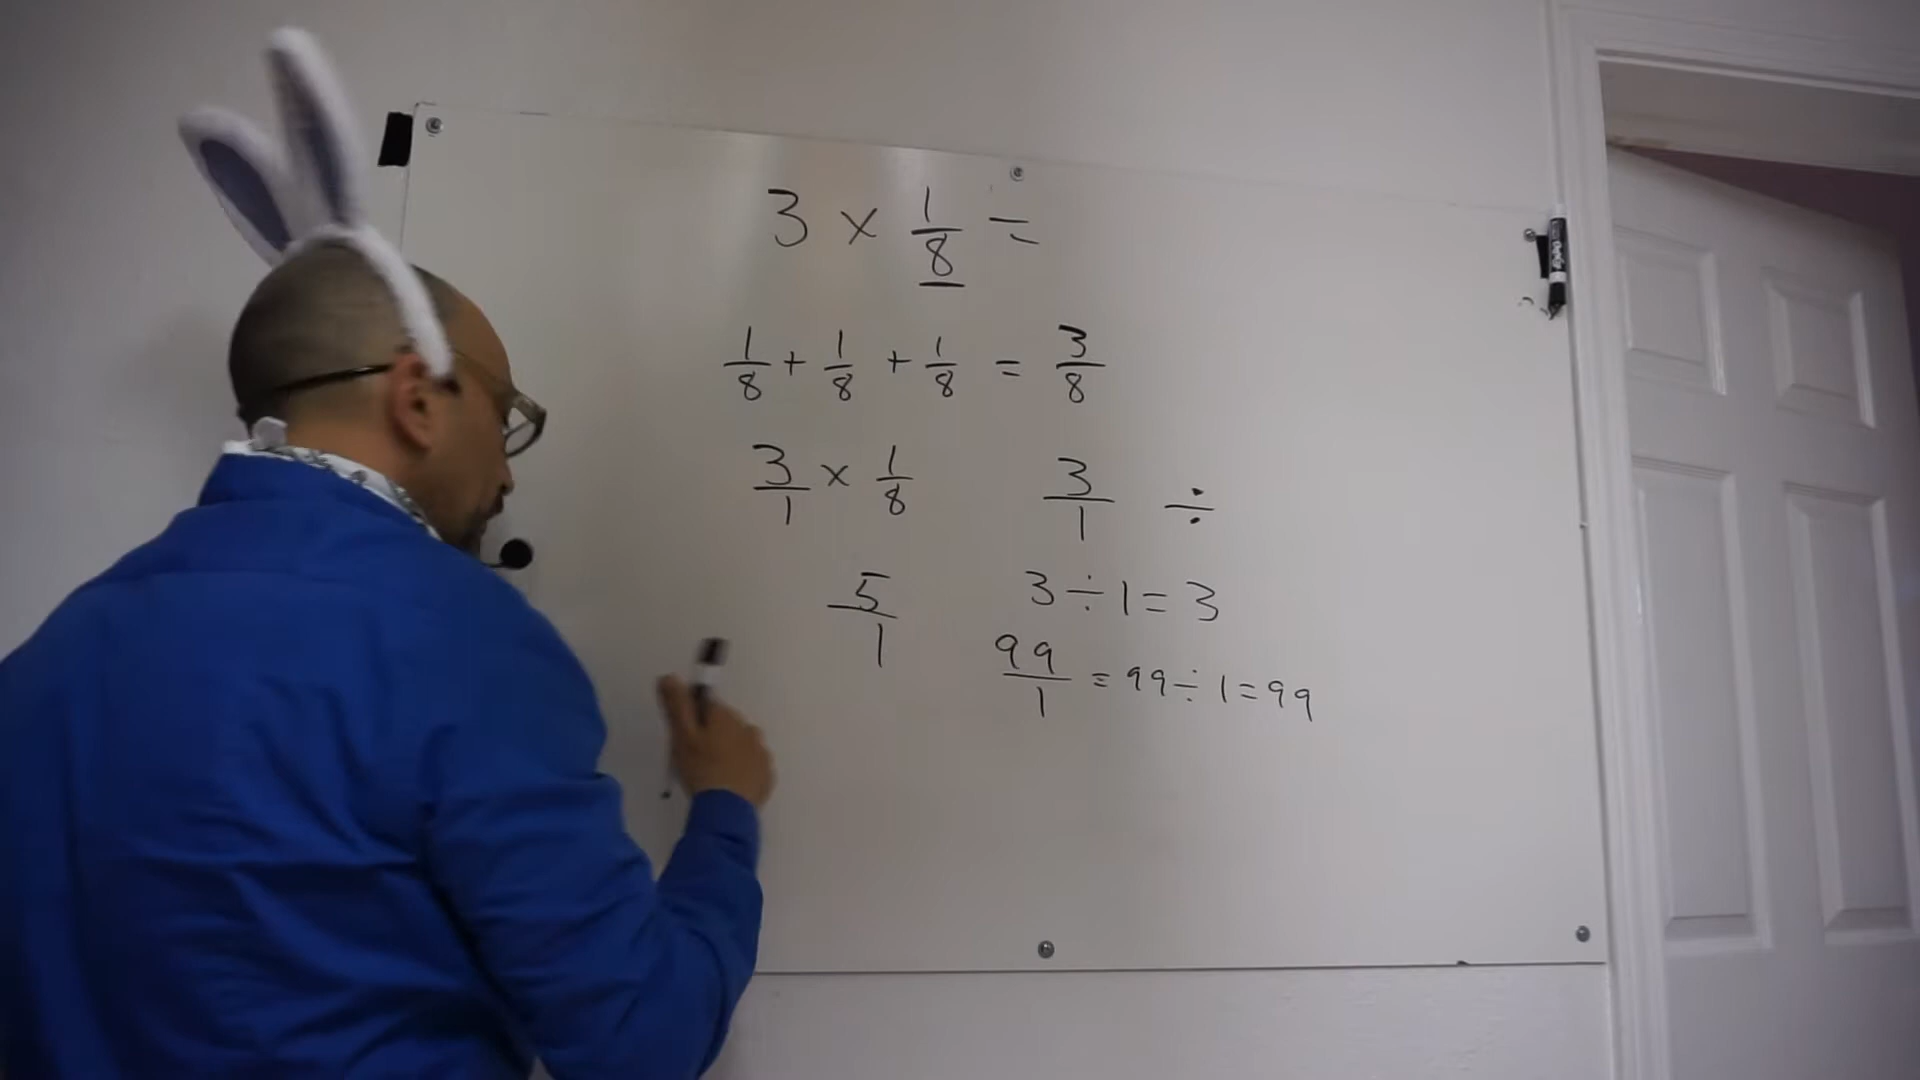 3 × 1/8 =
1/8 + 1/8 + 1/8 = 3/8
3/1 × 1/8 3/1 ÷
5/1 3 ÷ 1 = 3
99/1 = 99 ÷ 1 = 99
EXPO